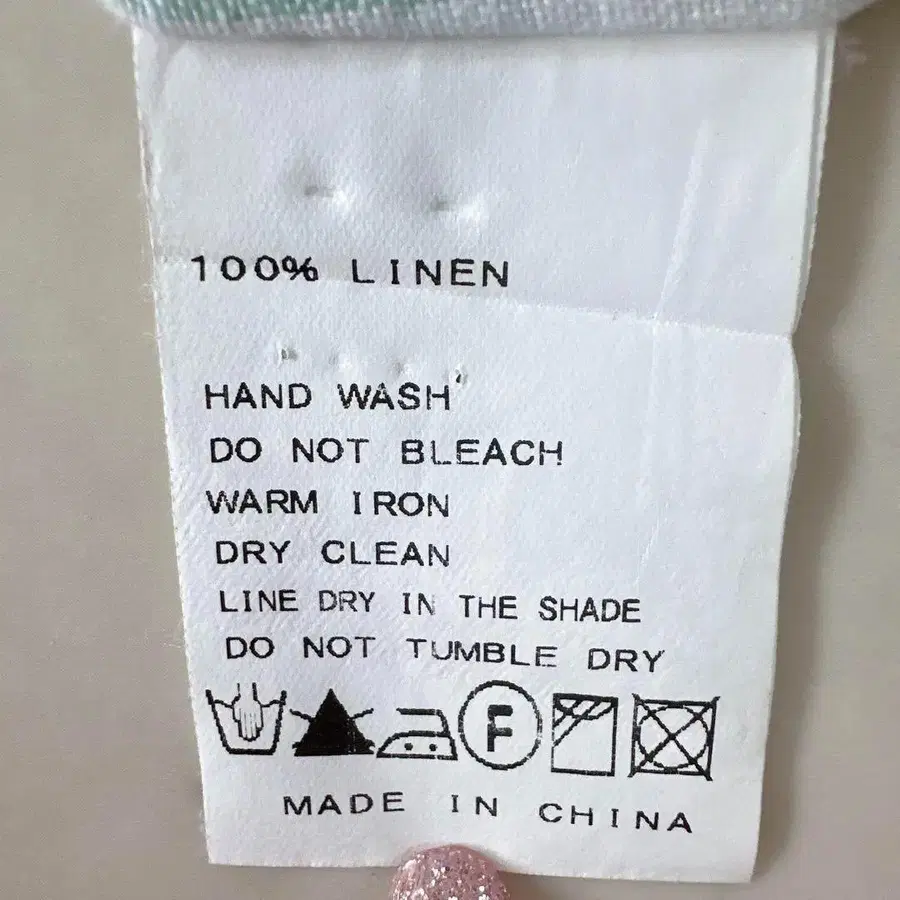 100% LINEN
HAND WASH
DO NOT BLEACH
WARM IRON
DRY CLEAN
LINE DRY IN THE SHADE
DO NOT TUMBLE DRY
F
MADE IN CHINA